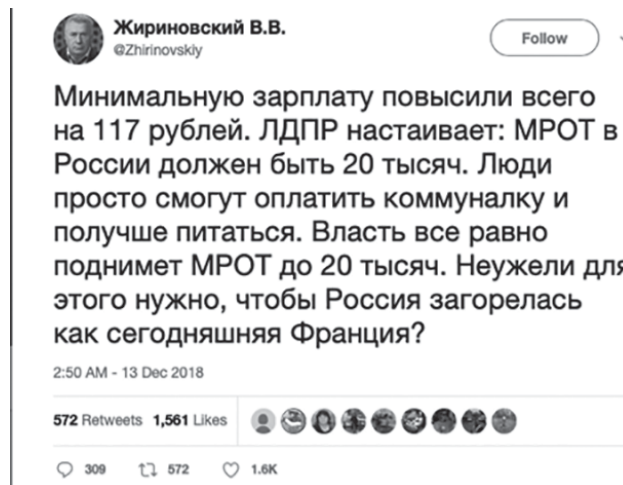 Жириновский В.В.
@Zhirinovskiy
Follow
Минимальную зарплату повысили всего
на 117 рублей. ЛДПР настаивает: МРОТ в
России должен быть 20 тысяч. Люди
просто смогут оплатить коммуналку и
получше питаться. Власть все равно
поднимет МРОТ до 20 тысяч. Неужели для
этого нужно, чтобы Россия загорелась
как сегодняшняя Франция?
2:50 AM - 13 Dec 2018
572 Retweets 1,561 Likes
309 572 1.6K